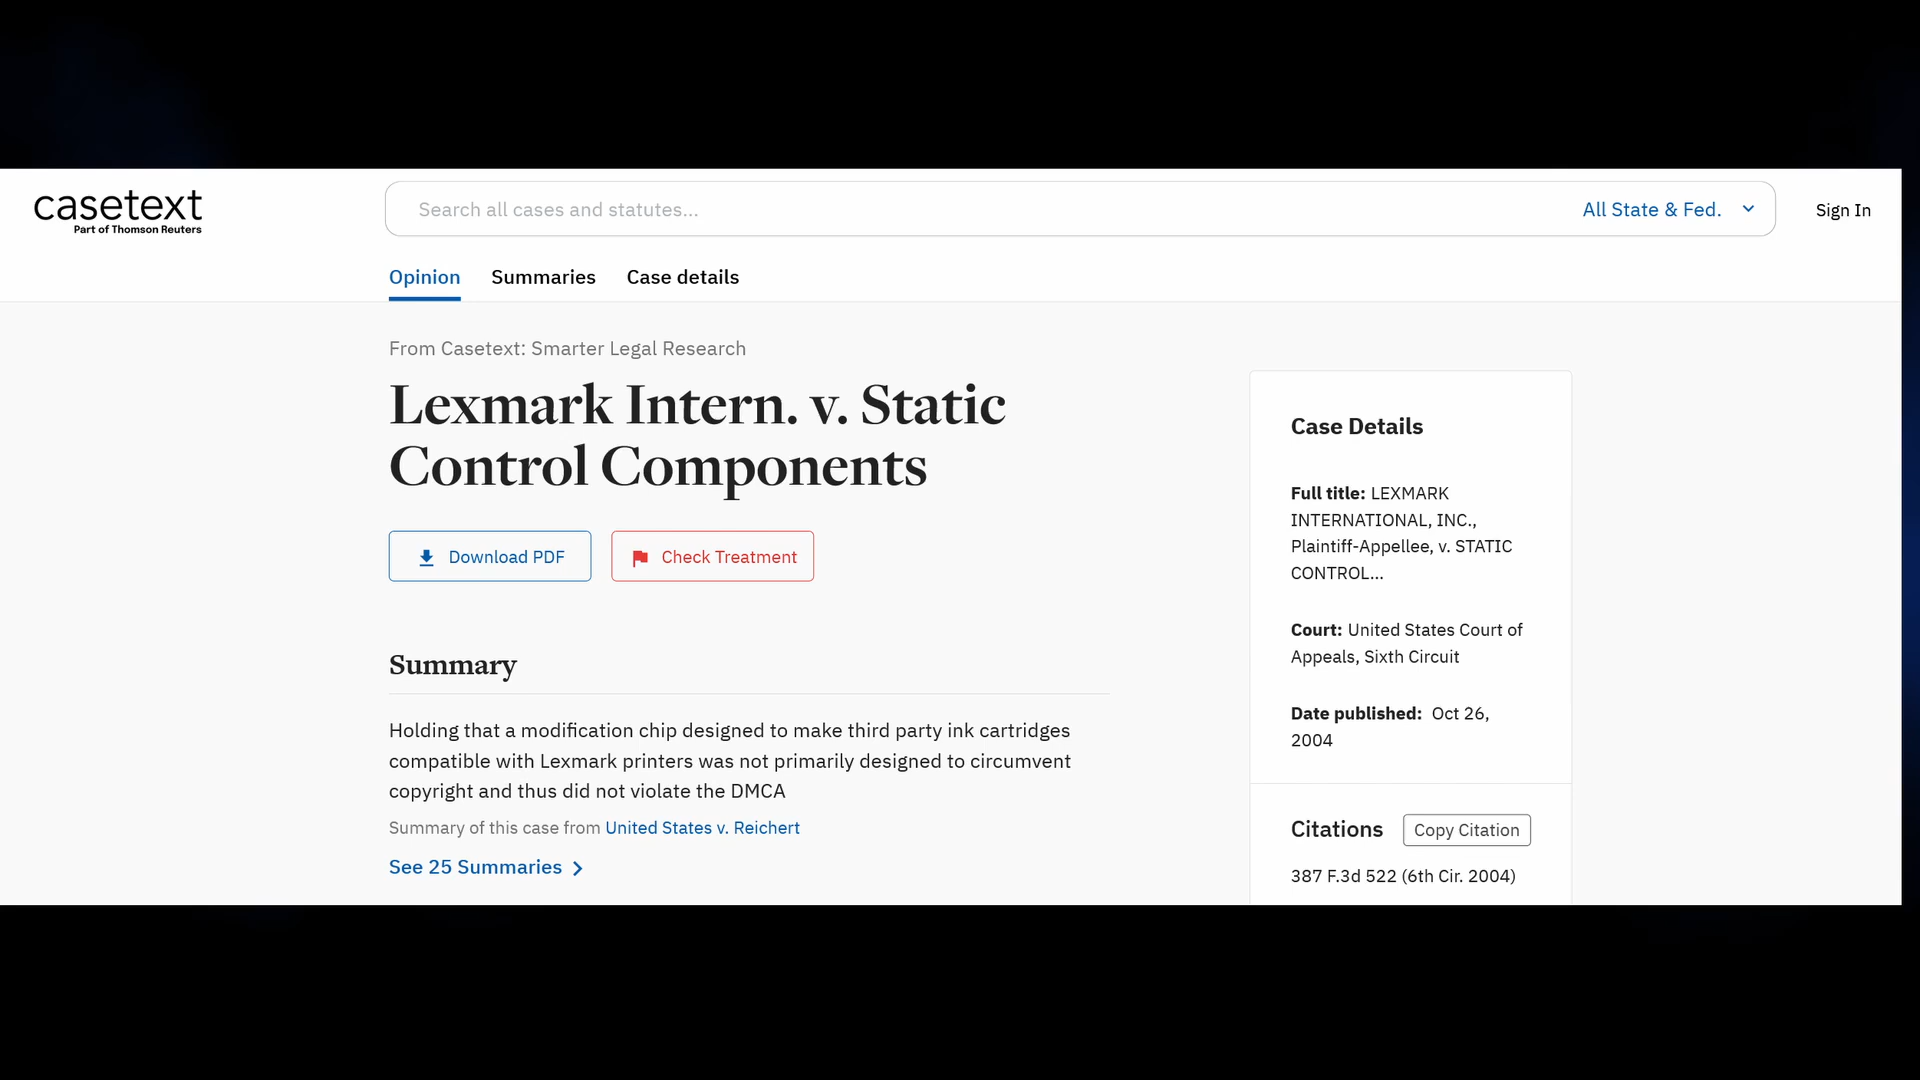 casetext
Part of Thomson Reuters
Search all cases and statutes...
All State & Fed.
Sign In
Opinion
Summaries
Case details
From Casetext: Smarter Legal Research
Lexmark Intern. v. Static
Control Components
Download PDF
Check Treatment
Summary
Holding that a modification chip designed to make third party ink cartridges
compatible with Lexmark printers was not primarily designed to circumvent
copyright and thus did not violate the DMCA
Summary of this case from United States v. Reichert
See 25 Summaries
Case Details
Full title: LEXMARK
INTERNATIONAL, INC.,
Plaintiff-Appellee, v. STATIC
CONTROL...
Court: United States Court of
Appeals, Sixth Circuit
Date published: Oct 26,
2004
Citations
Copy Citation
387 F.3d 522 (6th Cir. 2004)